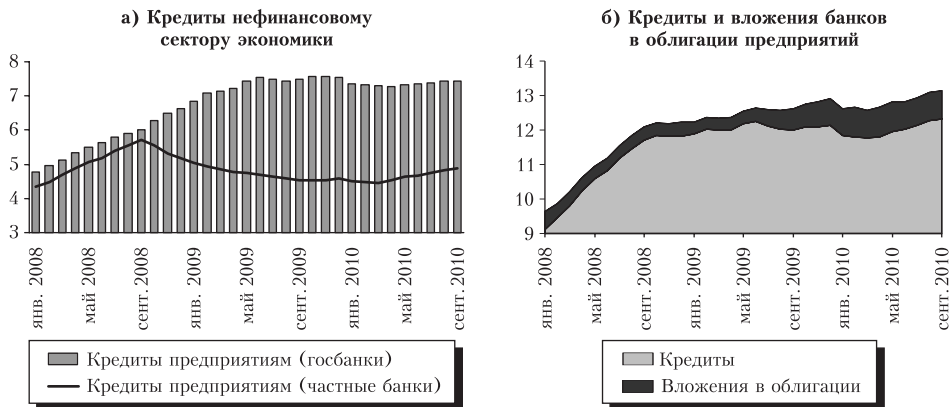 а) Кредиты нефинансовому
сектору экономики
8
7
6
5
4
3
янв. 2008
май 2008
сент. 2008
янв. 2009
май 2009
сент. 2009
янв. 2010
май 2010
сент. 2010
Кредиты предприятиям (госбанки)
Кредиты предприятиям (частные банки)
б) Кредиты и вложения банков
в облигации предприятий
14
13
12
11
10
9
янв. 2008
май 2008
сент. 2008
янв. 2009
май 2009
сент. 2009
янв. 2010
май 2010
сент. 2010
Кредиты
Вложения в облигации